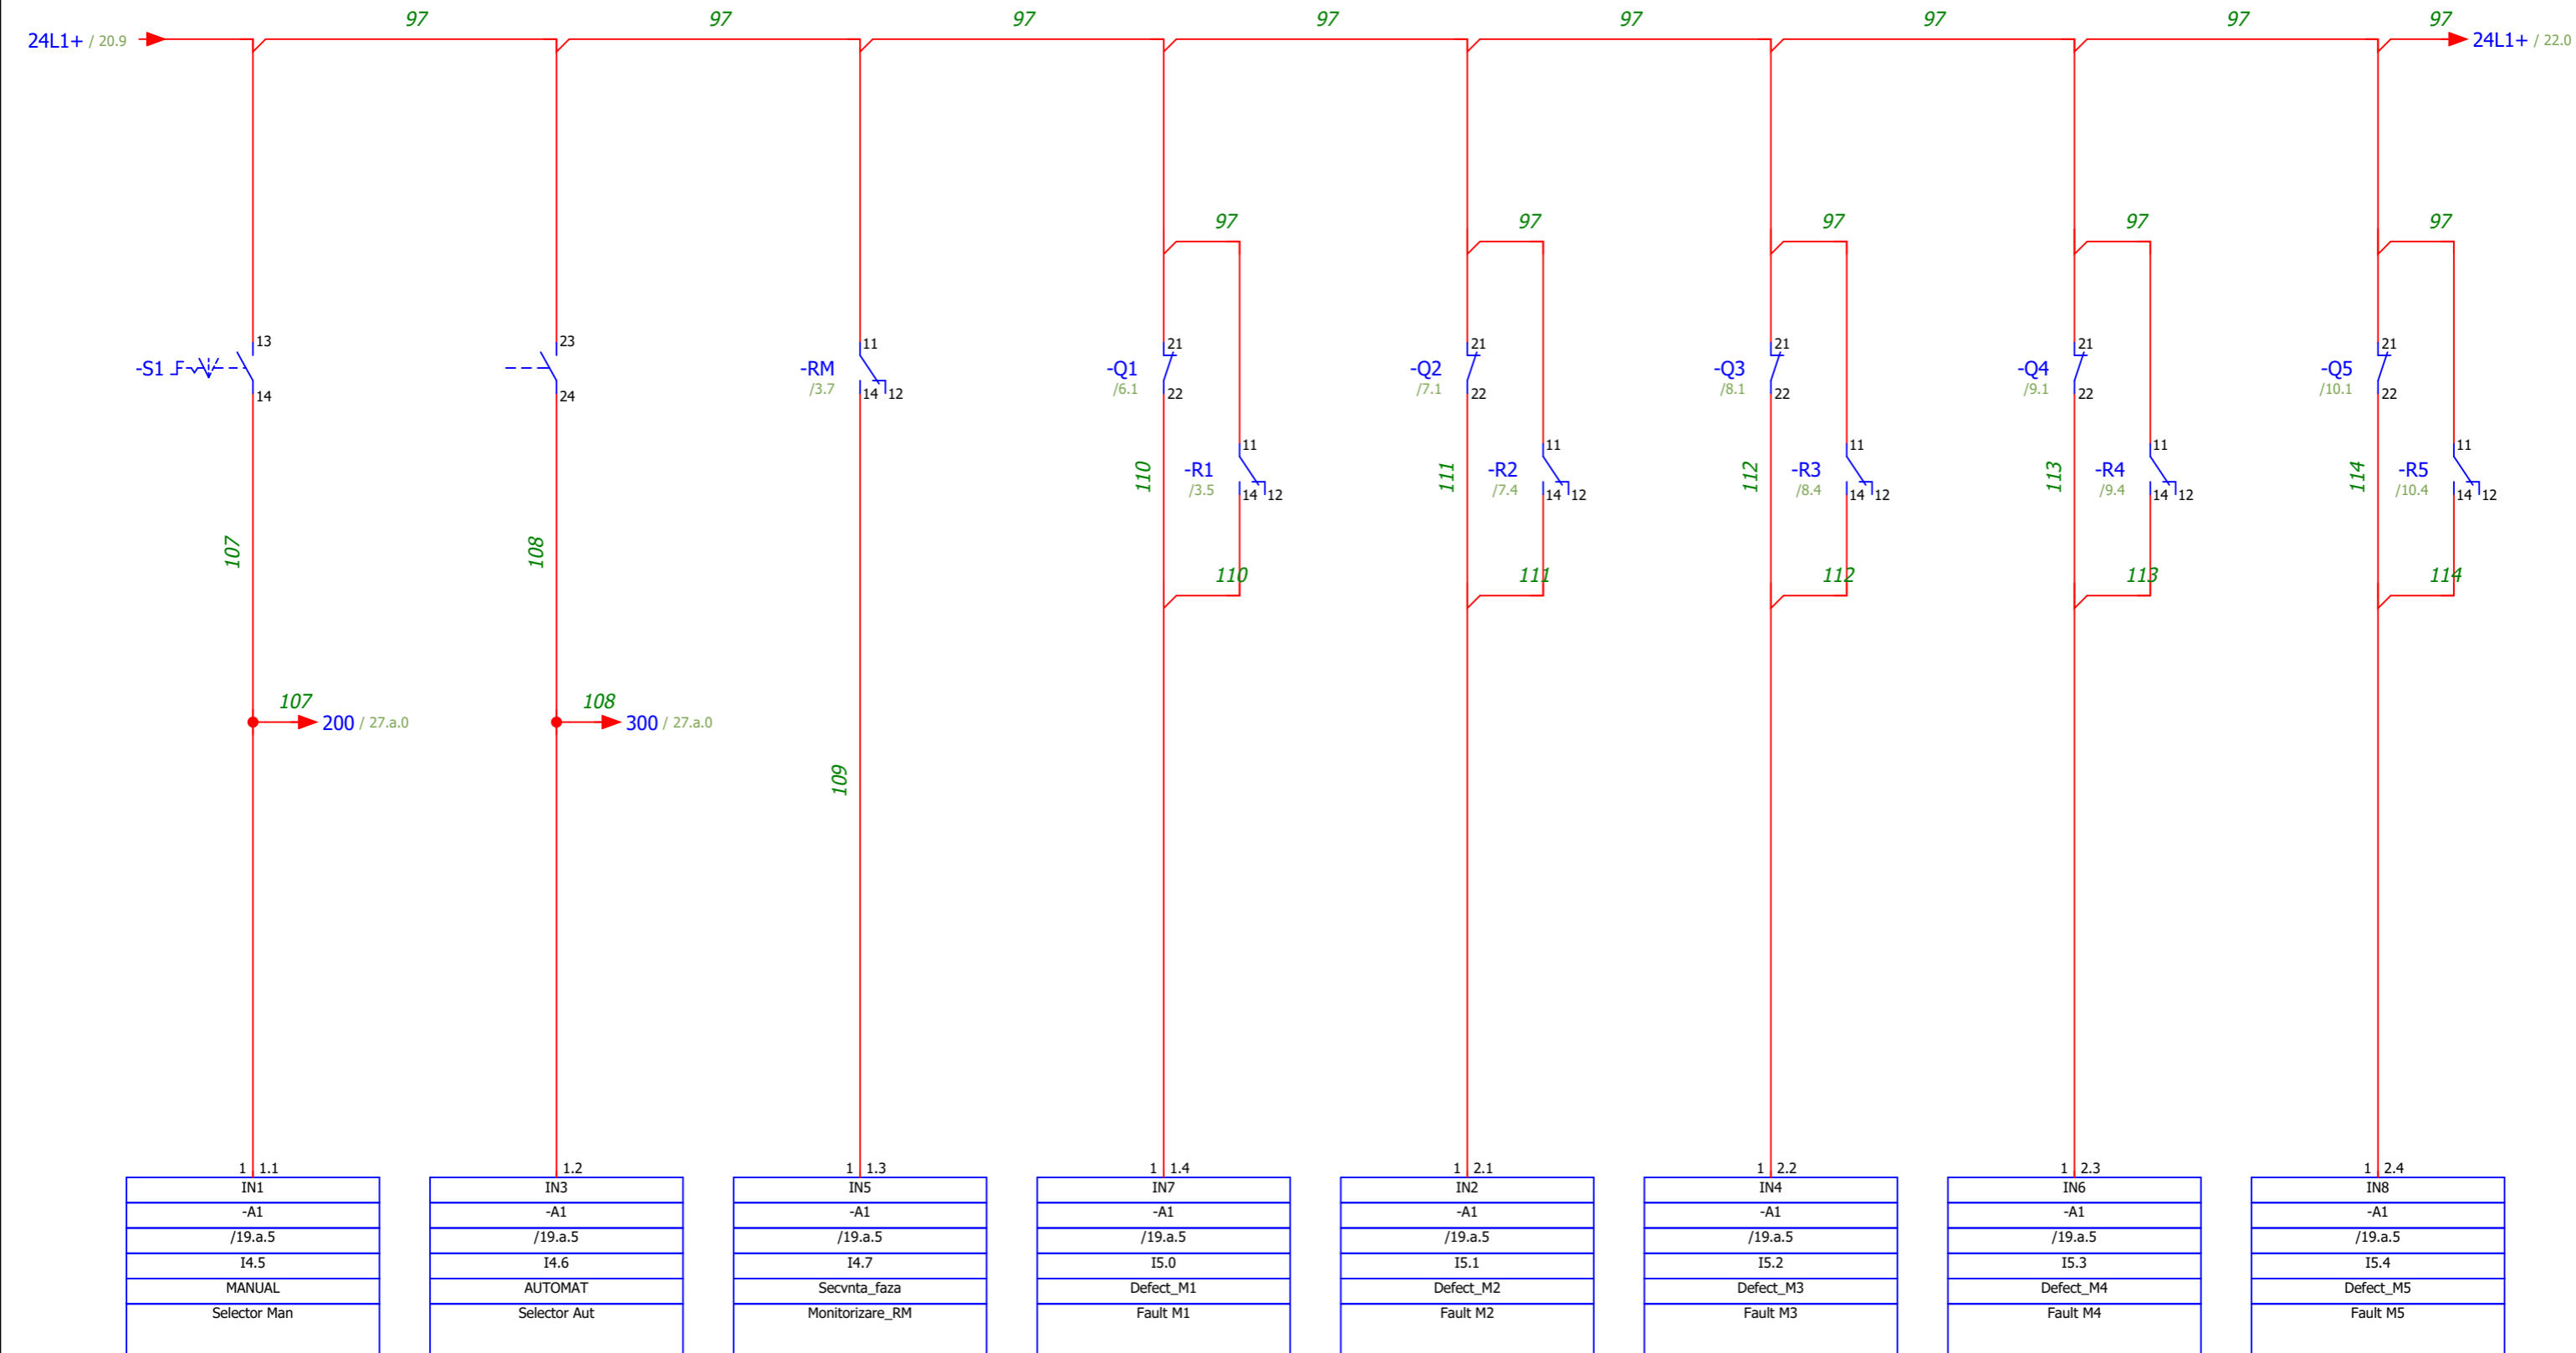 97 97 97 97 97 97 97 97
24L1+ / 20.9 24L1+ / 22.0
97 97 97 97 97
13 23 11 21 21 21 21 21
-S1 -RM -Q1 -Q2 -Q3 -Q4 -Q5
/3.7 /6.1 /7.1 /8.1 /9.1 /10.1
14 24 14 12 22 22 22 22 22
11 11 11 11 11
110 -R1 111 -R2 112 -R3 113 -R4 114 -R5
/3.5 /7.4 /8.4 /9.4 /10.4
14 12 14 12 14 12 14 12 14 12
107 108
110 111 112 113 114
107 108
200 / 27.a.0 300 / 27.a.0
109
1 1.1 1.2 1 1.3 1 1.4 1 2.1 1 2.2 1 2.3 1 2.4
IN1 IN3 IN5 IN7 IN2 IN4 IN6 IN8
-A1 -A1 -A1 -A1 -A1 -A1 -A1 -A1
/19.a.5 /19.a.5 /19.a.5 /19.a.5 /19.a.5 /19.a.5 /19.a.5 /19.a.5
I4.5 I4.6 I4.7 I5.0 I5.1 I5.2 I5.3 I5.4
MANUAL AUTOMAT Secvnta_faza Defect_M1 Defect_M2 Defect_M3 Defect_M4 Defect_M5
Selector Man Selector Aut Monitorizare_RM Fault M1 Fault M2 Fault M3 Fault M4 Fault M5